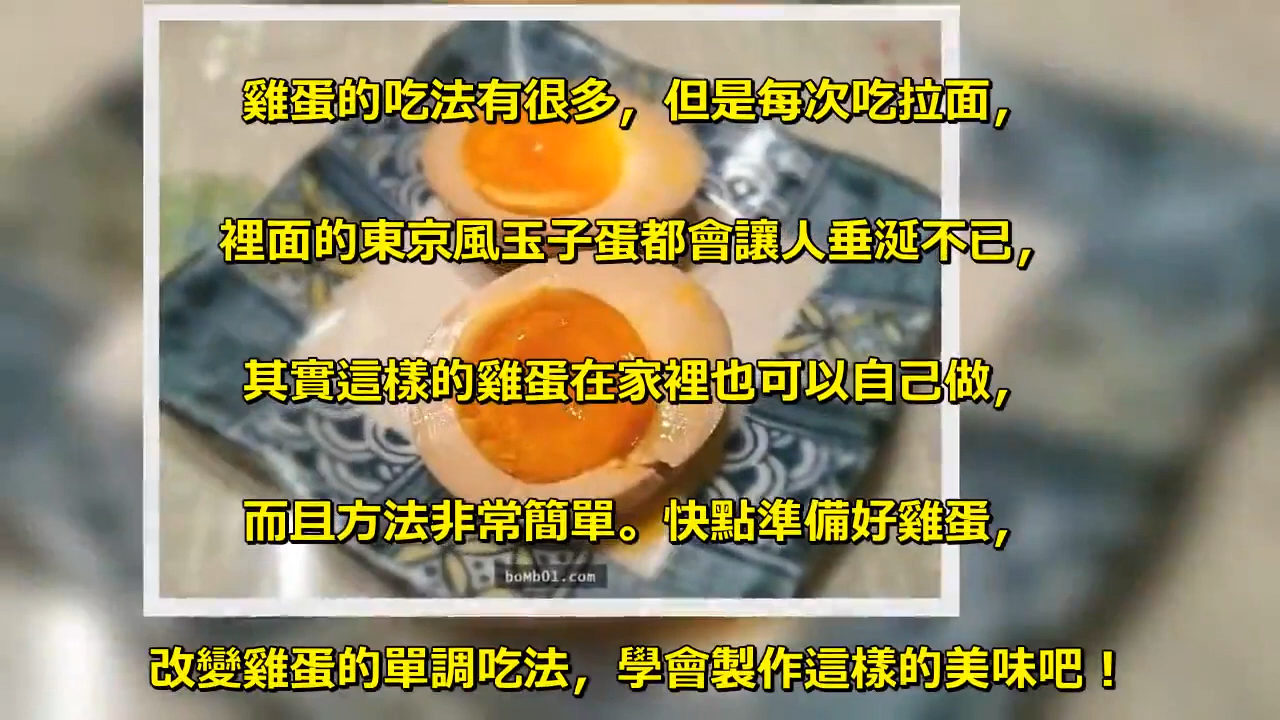 雞蛋的吃法有很多，但是每次吃拉面，
裡面的東京風玉子蛋都會讓人垂涎不已，
其實這樣的雞蛋在家裡也可以自己做，
而且方法非常簡單。快點準備好雞蛋，
boMb01.com
改變雞蛋的單調吃法，學會製作這樣的美味吧！